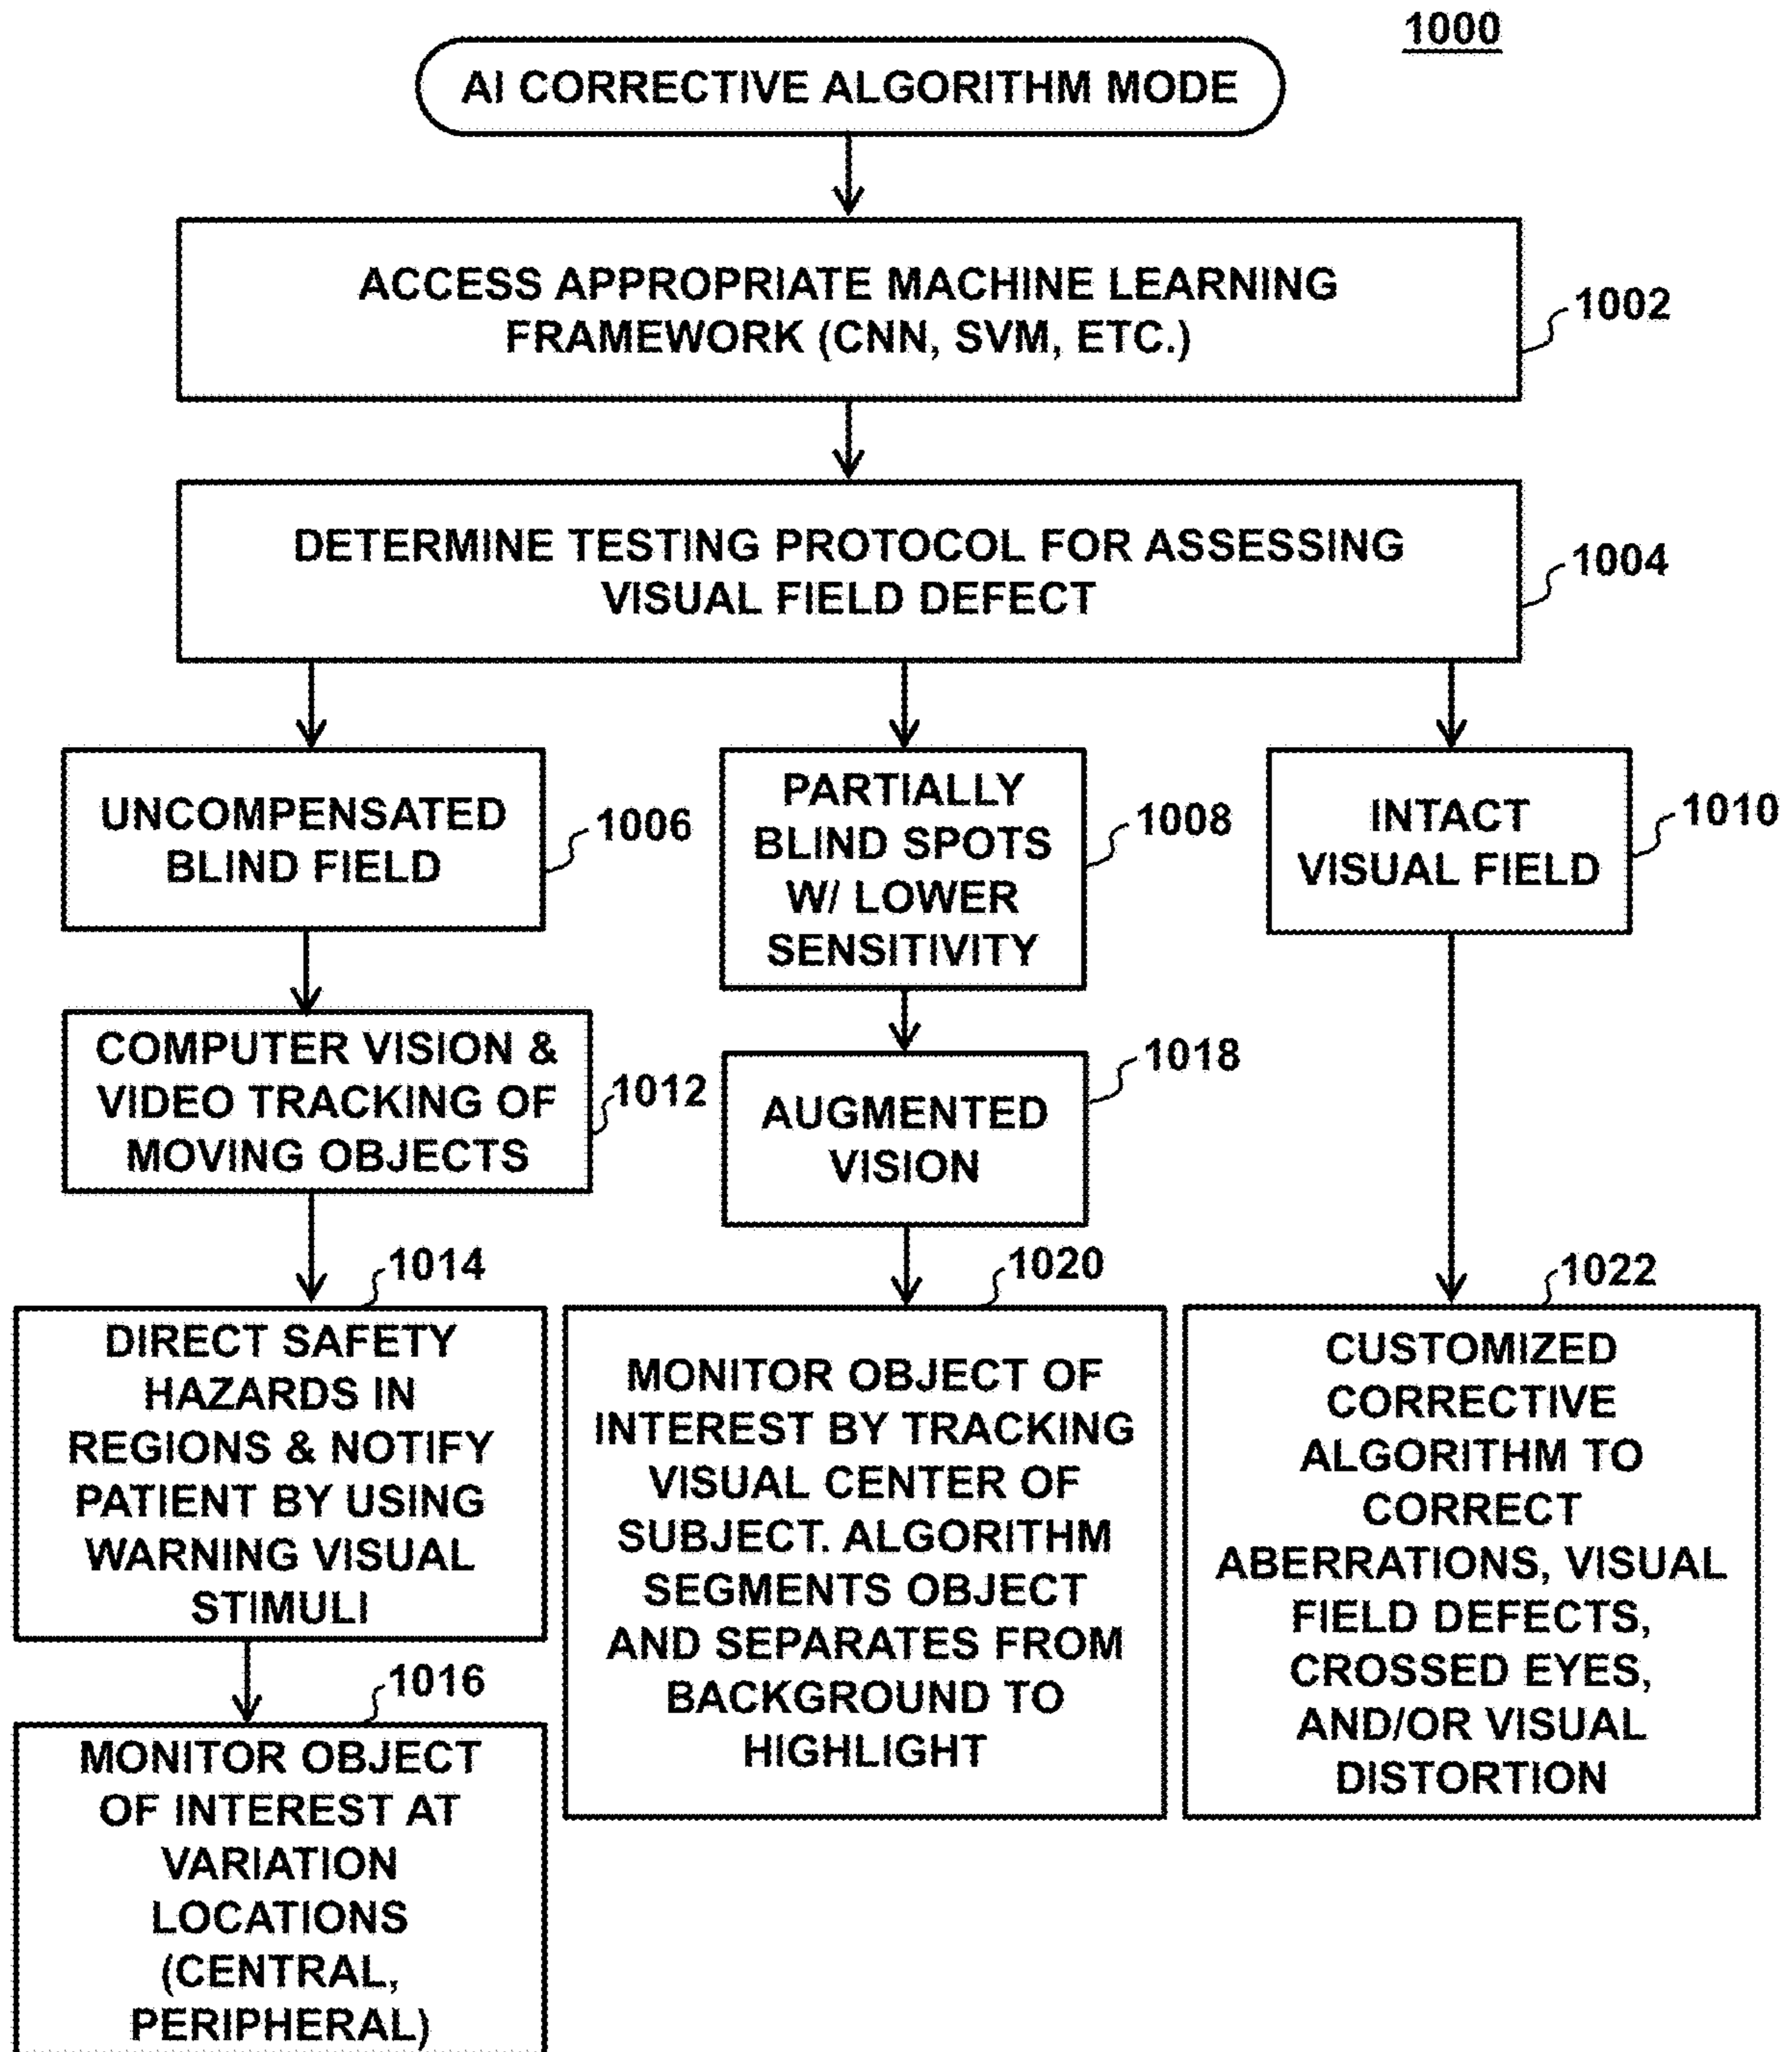 1000
AI CORRECTIVE ALGORITHM MODE
ACCESS APPROPRIATE MACHINE LEARNING
FRAMEWORK (CNN, SVM, ETC.)
1002
DETERMINE TESTING PROTOCOL FOR ASSESSING
VISUAL FIELD DEFECT
1004
UNCOMPENSATED
BLIND FIELD
1006
PARTIALLY
BLIND SPOTS
W/ LOWER
SENSITIVITY
1008
INTACT
VISUAL FIELD
1010
COMPUTER VISION &
VIDEO TRACKING OF
MOVING OBJECTS
1012
AUGMENTED
VISION
1018
1014
DIRECT SAFETY
HAZARDS IN
REGIONS & NOTIFY
PATIENT BY USING
WARNING VISUAL
STIMULI
1020
MONITOR OBJECT OF
INTEREST BY TRACKING
VISUAL CENTER OF
SUBJECT. ALGORITHM
SEGMENTS OBJECT
AND SEPARATES FROM
BACKGROUND TO
HIGHLIGHT
1022
CUSTOMIZED
CORRECTIVE
ALGORITHM TO
CORRECT
ABERRATIONS, VISUAL
FIELD DEFECTS,
CROSSED EYES,
AND/OR VISUAL
DISTORTION
1016
MONITOR OBJECT
OF INTEREST AT
VARIATION
LOCATIONS
(CENTRAL,
PERIPHERAL)